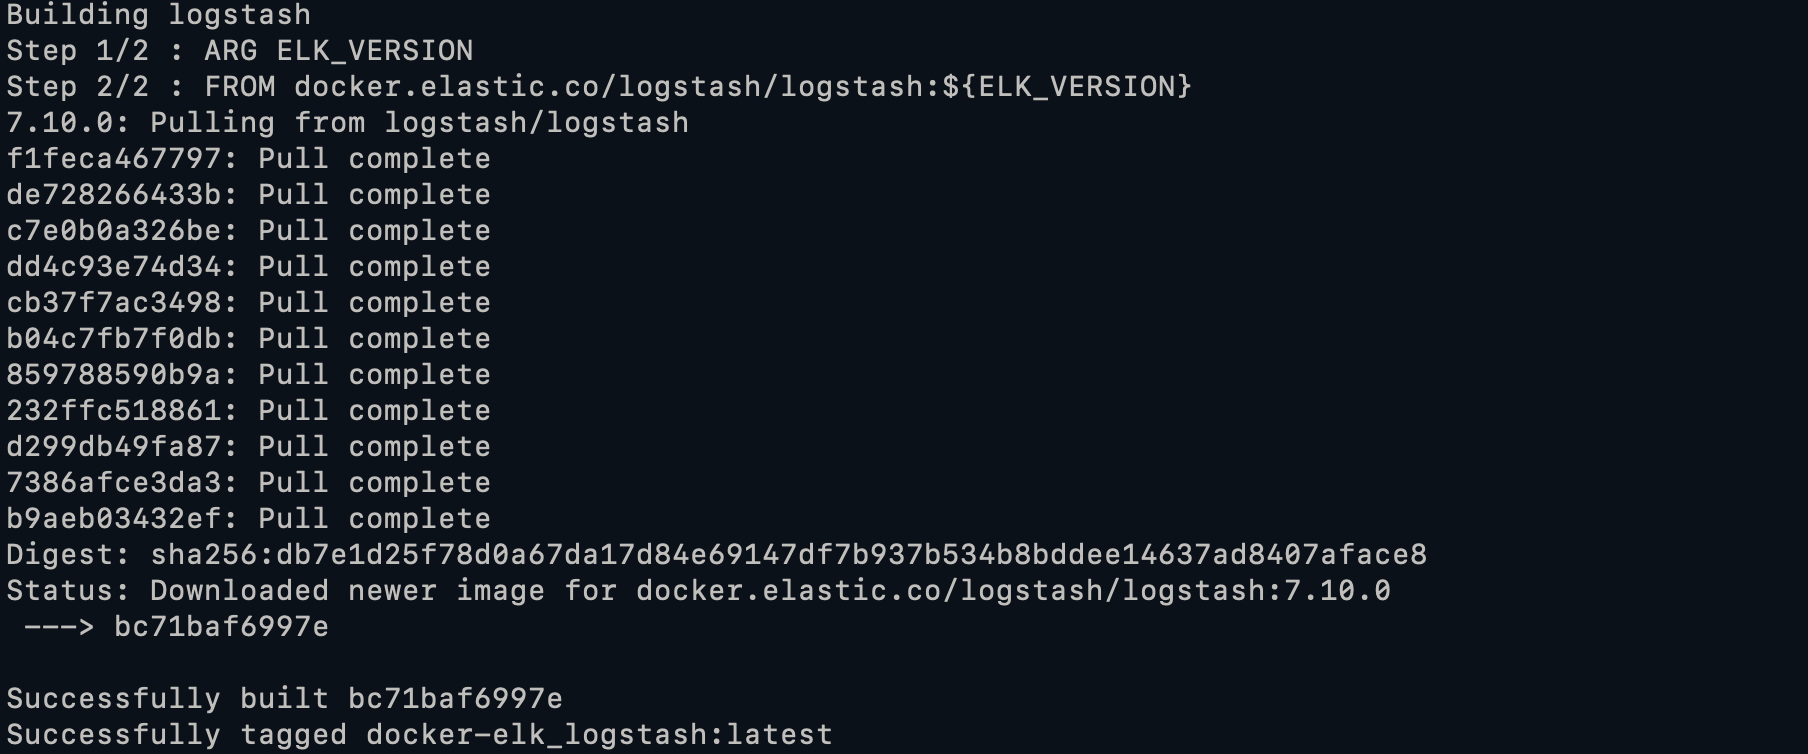 Building logstash
Step 1/2 : ARG ELK_VERSION
Step 2/2 : FROM docker.elastic.co/logstash/logstash:${ELK_VERSION}
7.10.0: Pulling from logstash/logstash
f1feca467797: Pull complete
de728266433b: Pull complete
c7e0b0a326be: Pull complete
dd4c93e74d34: Pull complete
cb37f7ac3498: Pull complete
b04c7fb7f0db: Pull complete
859788590b9a: Pull complete
232ffc518861: Pull complete
d299db49fa87: Pull complete
7386afce3da3: Pull complete
b9aeb03432ef: Pull complete
Digest: sha256:db7e1d25f78d0a67da17d84e69147df7b937b534b8bddee14637ad8407aface8
Status: Downloaded newer image for docker.elastic.co/logstash/logstash:7.10.0
 ---> bc71baf6997e
Successfully built bc71baf6997e
Successfully tagged docker-elk_logstash:latest